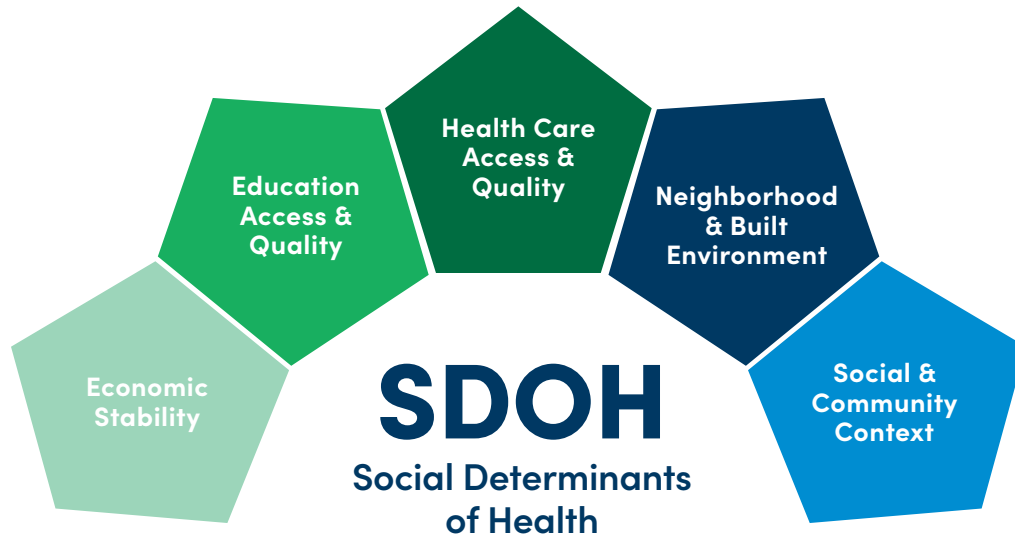 Health Care
Access &
Quality
Education
Access &
Quality
Neighborhood
& Built
Environment
Economic
Stability
Social &
Community
Context
SDOH
Social Determinants
of Health